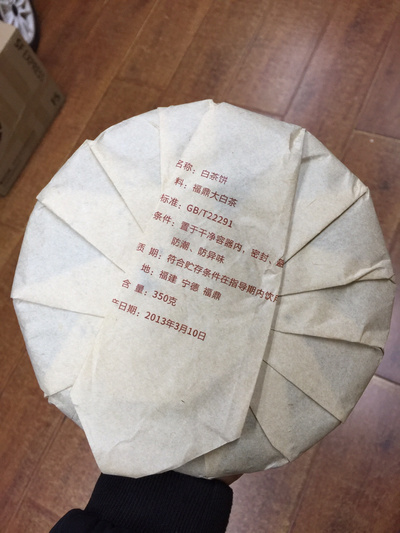 名称：白茶饼
料：福鼎大白茶
标准：GB/T22291
条件：置于干净容器内，密封、
防潮、防异味
质 期：符合贮存条件在指导期内饮
地：福建 宁德 福鼎
含 量：350克
产日期：2013年3月10日
EXPRESS